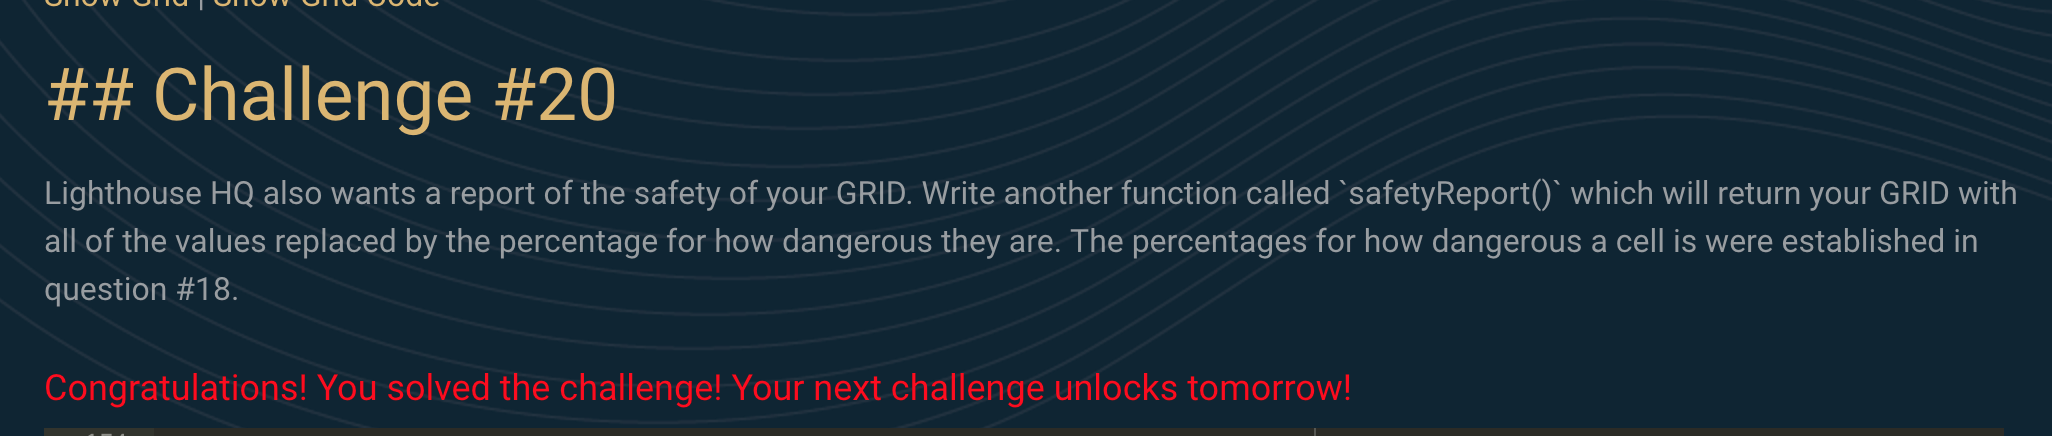 Show Grid | Show Grid Code
## Challenge #20
Lighthouse HQ also wants a report of the safety of your GRID. Write another function called `safetyReport()` which will return your GRID with
all of the values replaced by the percentage for how dangerous they are. The percentages for how dangerous a cell is were established in
question #18.
Congratulations! You solved the challenge! Your next challenge unlocks tomorrow!